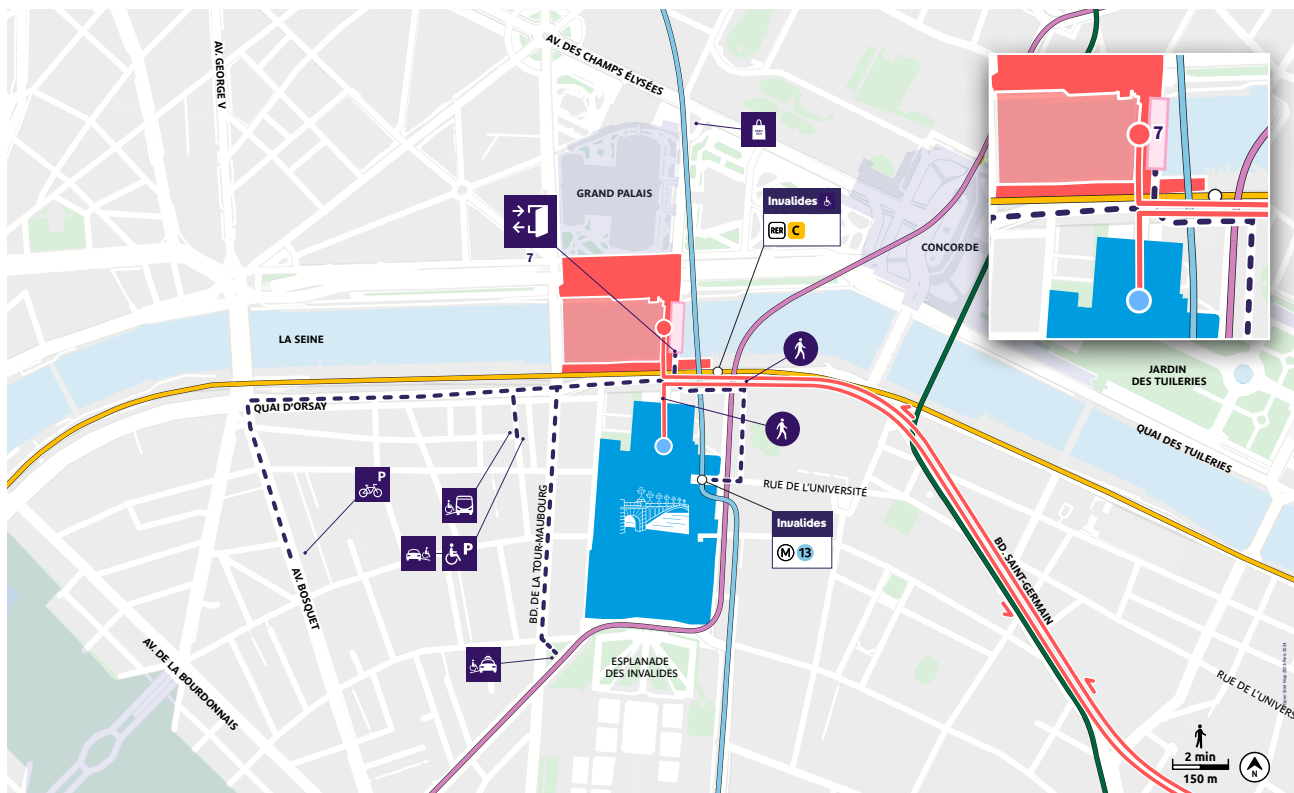 AV. GEORGE V
AV. DES CHAMPS ÉLYSÉES
GRAND PALAIS
7
Invalides
RER C
CONCORDE
7
LA SEINE
JARDIN
DES TUILERIES
QUAI D'ORSAY
QUAI DES TUILERIES
P
RUE DE L'UNIVERSITÉ
Invalides
M 13
P
BD. DE LA TOUR-MAUBOURG
AV. BOSQUET
BD. SAINT-GERMAIN
AV. DE LA BOURDONNAIS
ESPLANADE
DES INVALIDES
RUE DE L'UNIVERS
2 min
150 m
N